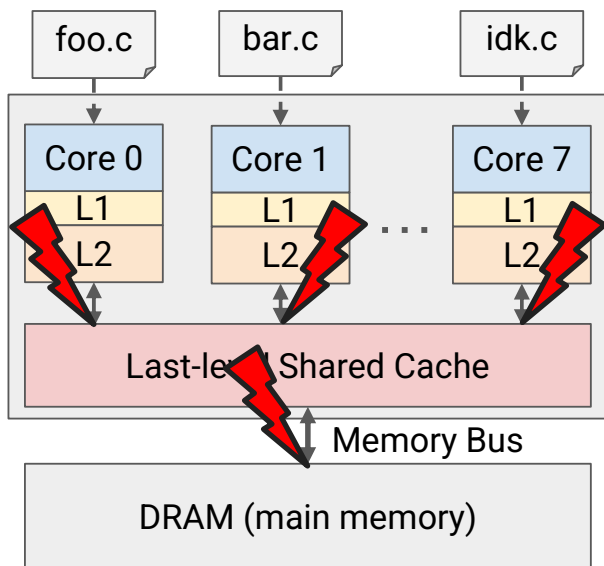 foo.c
bar.c
idk.c
Core 0
Core 1
Core 7
L1
L1
L1
...
L2
L2
L2
Last-level Shared Cache
Memory Bus
DRAM (main memory)